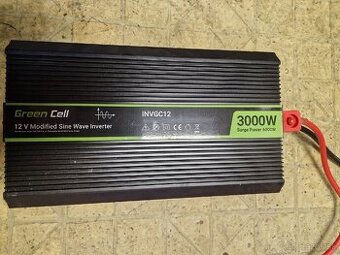 Green Cell
12 V Modified Sine Wave Inverter
INVGC12
3000W
Surge Power 6000W